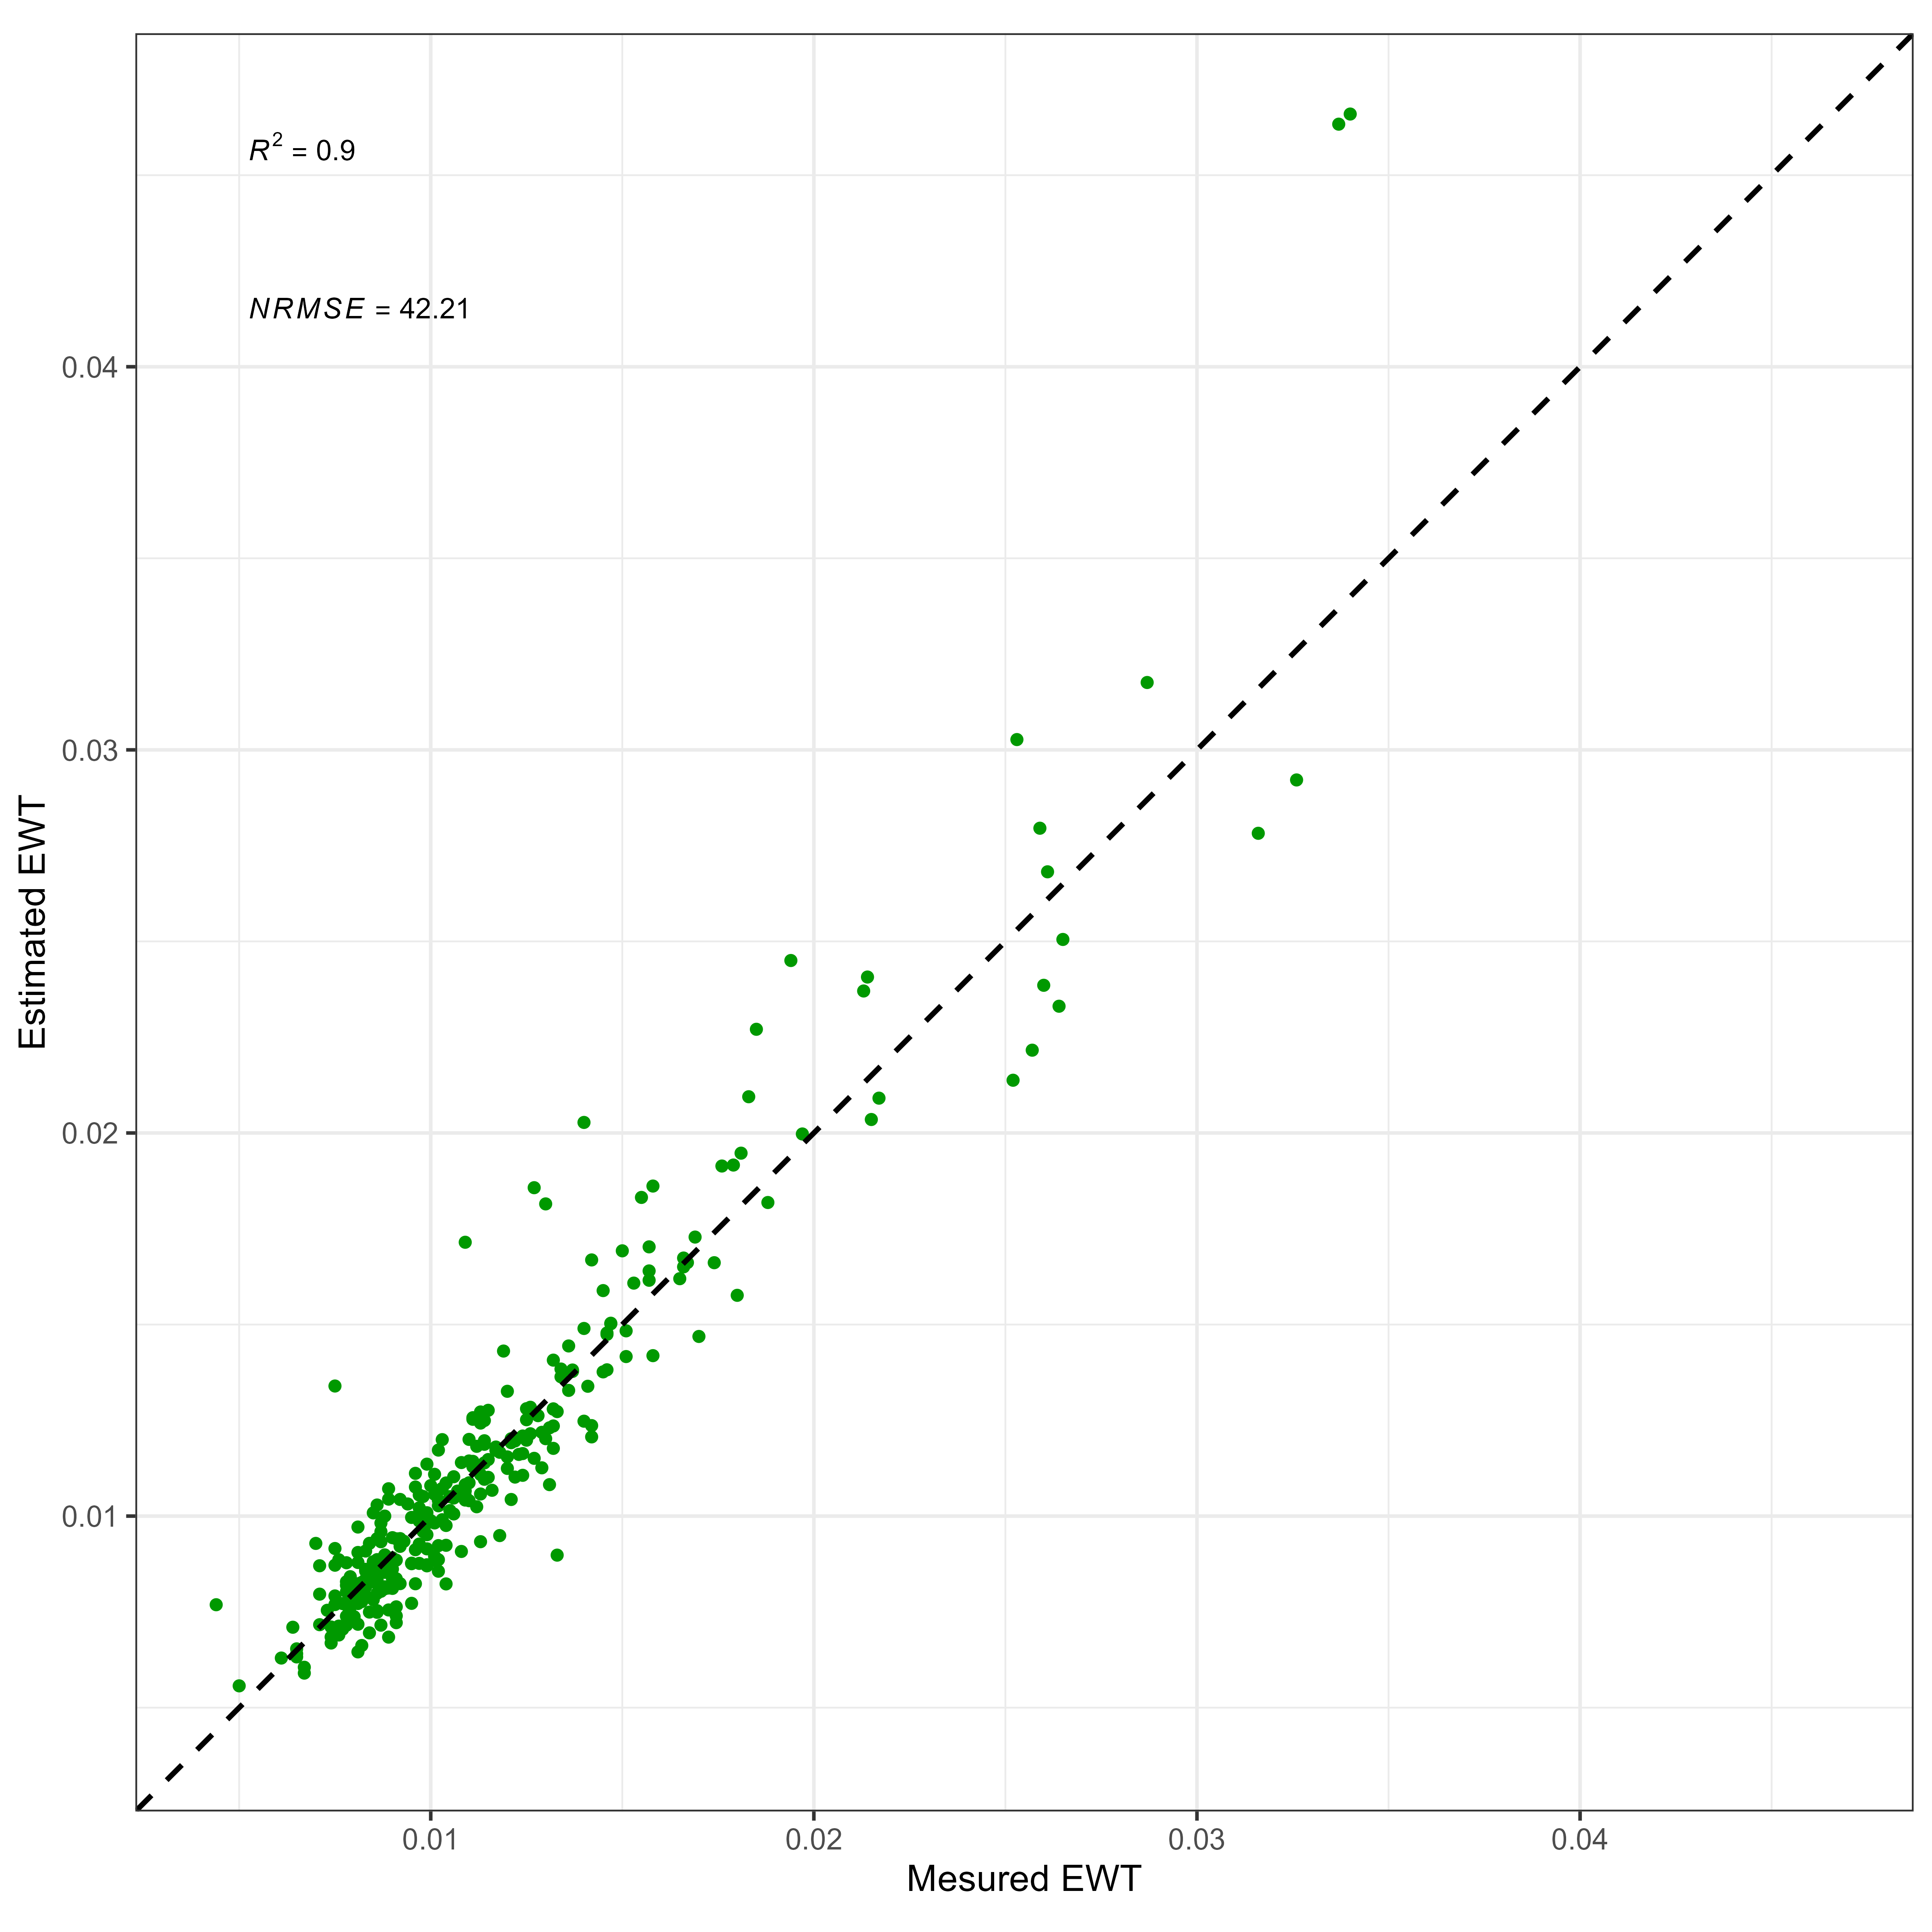 R² = 0.9
NRMSE = 42.21
0.04
0.03
0.02
0.01
Estimated EWT
0.01
0.02
0.03
0.04
Mesured EWT